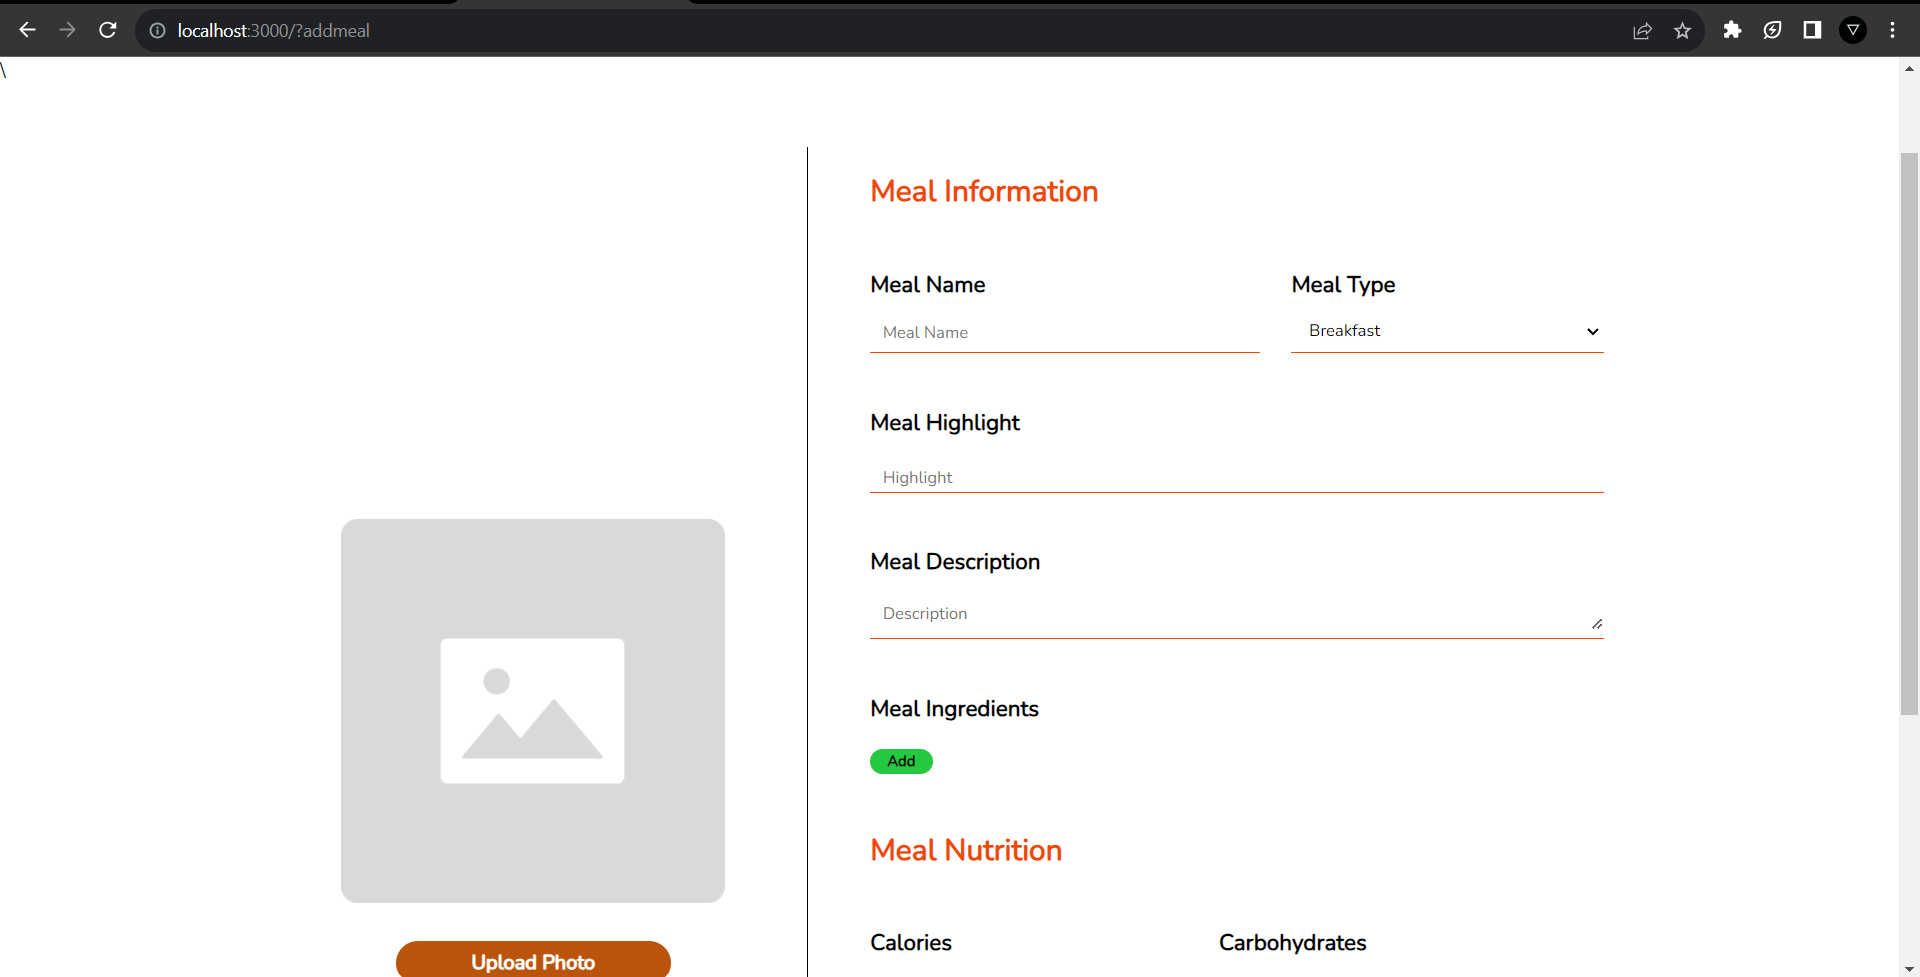 localhost:3000/?addmeal
\
Meal Information
Meal Name
Meal Type
Meal Name
Breakfast
Meal Highlight
Highlight
Meal Description
Description
Meal Ingredients
Add
Meal Nutrition
Calories
Carbohydrates
Upload Photo